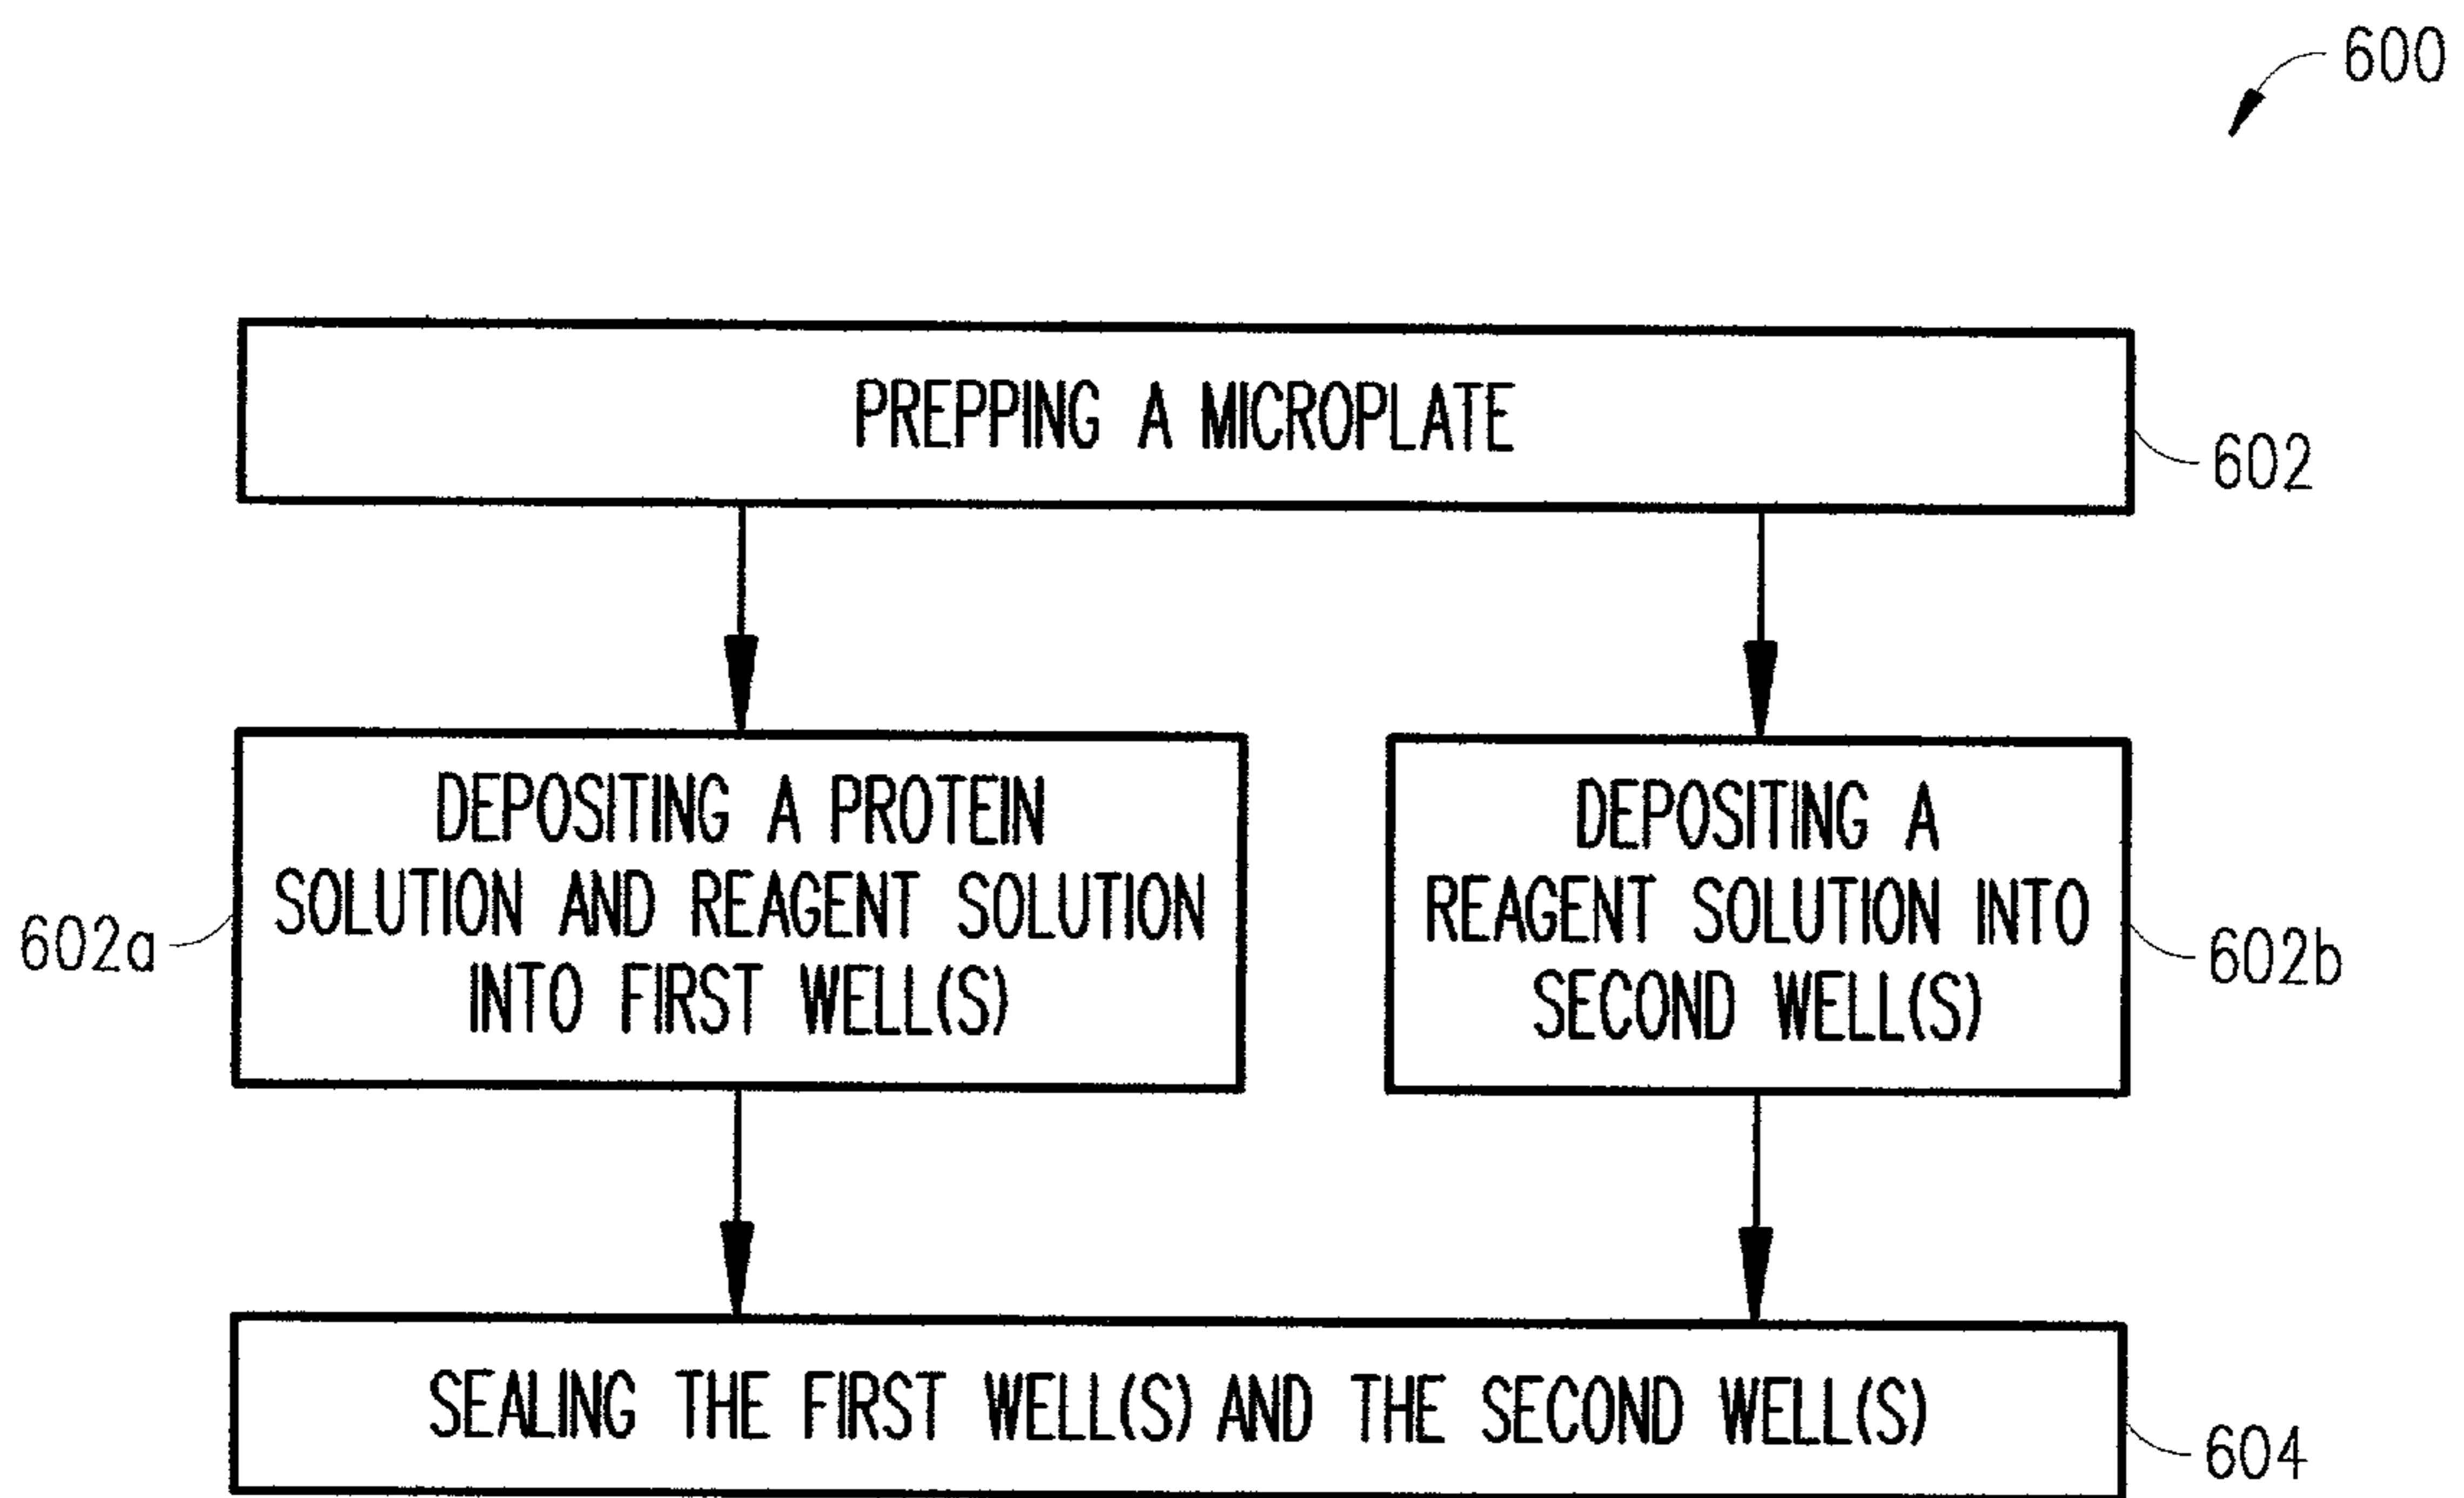 600
PREPPING A MICROPLATE
602
DEPOSITING A PROTEIN
SOLUTION AND REAGENT SOLUTION
INTO FIRST WELL(S)
602a
DEPOSITING A
REAGENT SOLUTION INTO
SECOND WELL(S)
602b
SEALING THE FIRST WELL(S) AND THE SECOND WELL(S)
604